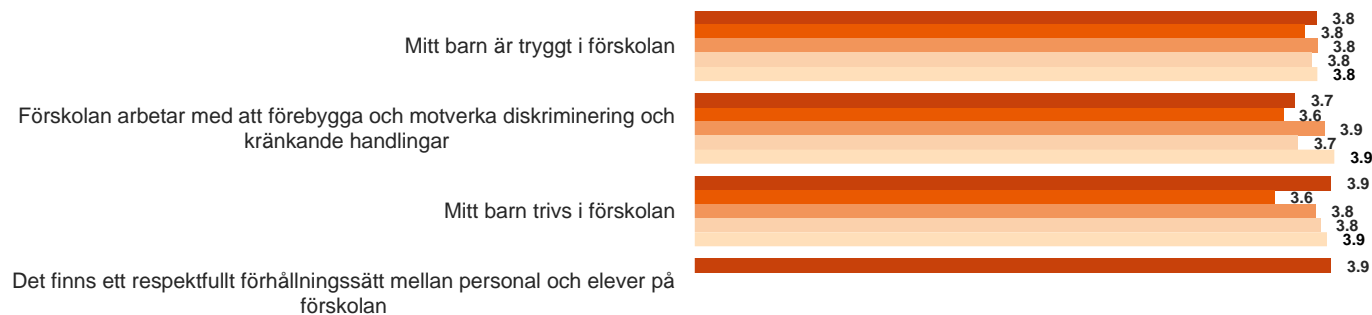 Mitt barn är tryggt i förskolan
3.8
3.8
3.8
3.8
3.8
Förskolan arbetar med att förebygga och motverka diskriminering och
kränkande handlingar
3.7
3.6
3.9
3.7
3.9
Mitt barn trivs i förskolan
3.9
3.6
3.8
3.8
3.9
Det finns ett respektfullt förhållningssätt mellan personal och elever på
förskolan
3.9